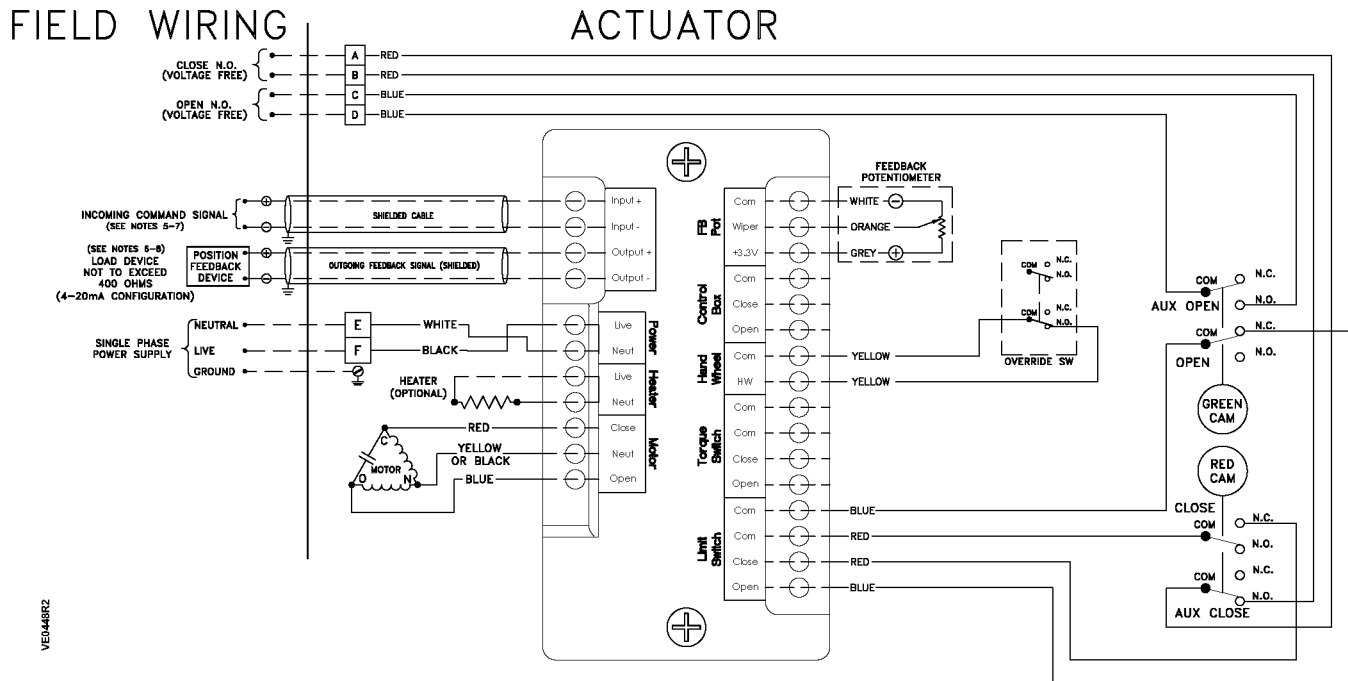 FIELD WIRING
ACTUATOR
CLOSE N.O.
(VOLTAGE FREE)
OPEN N.O.
(VOLTAGE FREE)
A RED
B RED
C BLUE
D BLUE
INCOMING COMMAND SIGNAL
(SEE NOTES 5-7)
SHIELDED CABLE
(SEE NOTES 6-8)
LOAD DEVICE
NOT TO EXCEED
400 OHMS
(4-20mA CONFIGURATION)
POSITION
FEEDBACK
DEVICE
OUTGOING FEEDBACK SIGNAL (SHIELDED)
Input +
Input -
Output +
Output -
SINGLE PHASE
POWER SUPPLY
NEUTRAL
LIVE
GROUND
E WHITE
F BLACK
HEATER
(OPTIONAL)
RED
YELLOW
OR BLACK
BLUE
C
MOTOR
O N
Live
Neut
Power
Live
Neut
Heater
Close
Neut
Open
Motor
FB
Pot
Com
Wiper
+3.3V
Control
Box
Com
Close
Open
Hand
Wheel
Com
HW
Torque
Switch
Com
Com
Close
Open
Limit
Switch
Com
Com
Close
Open
FEEDBACK
POTENTIOMETER
WHITE
ORANGE
GREY
YELLOW
YELLOW
COM N.C.
N.O.
COM N.C.
N.O.
OVERRIDE SW
BLUE
RED
RED
BLUE
COM N.C.
AUX OPEN N.O.
COM N.C.
OPEN N.O.
GREEN
CAM
RED
CAM
CLOSE
COM N.C.
N.O.
COM N.C.
N.O.
AUX CLOSE
VE0448R2